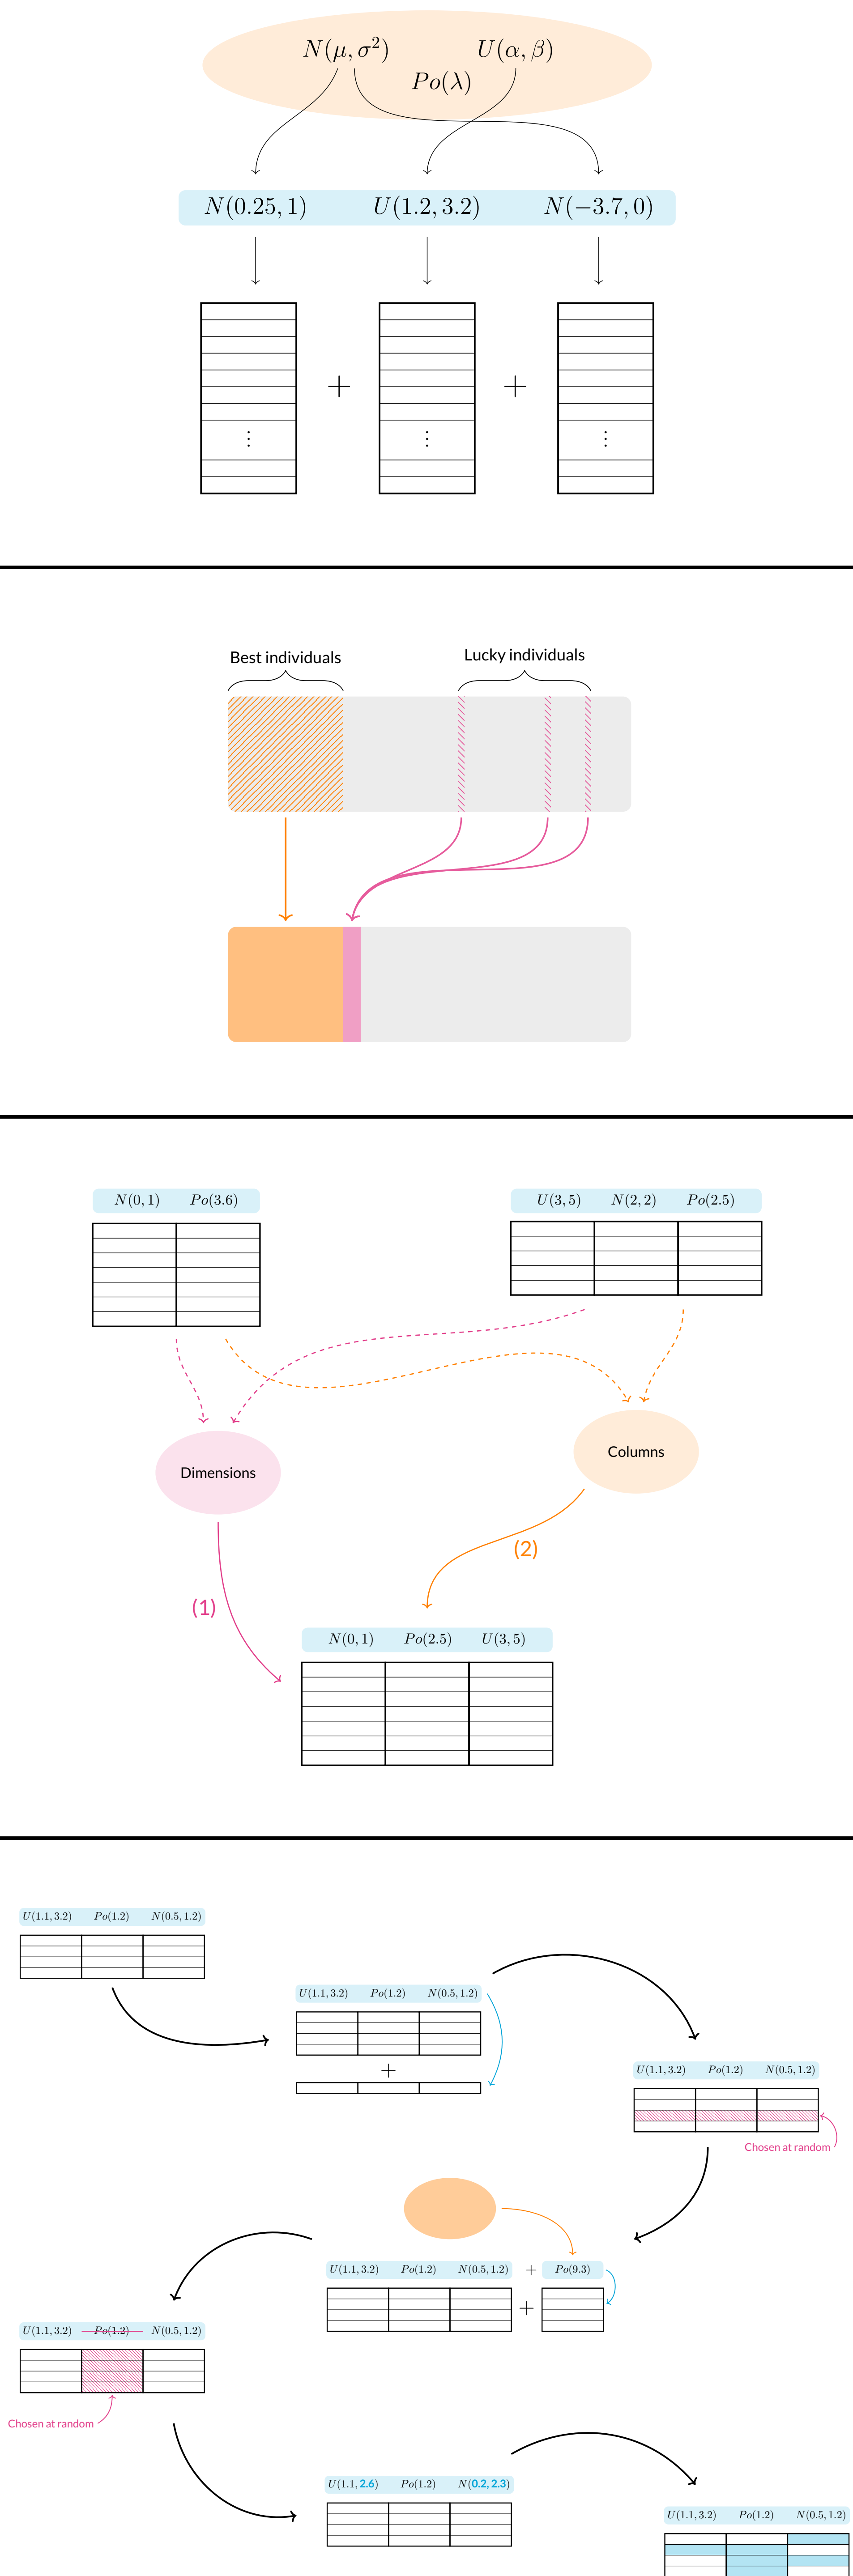 N(μ, σ²) U(α, β)
Po(λ)
N(0.25, 1) U(1.2, 3.2) N(−3.7, 0)
+ +
⋮ ⋮ ⋮
Best individuals Lucky individuals
N(0, 1) Po(3.6) U(3, 5) N(2, 2) Po(2.5)
Dimensions Columns
(2)
(1)
N(0, 1) Po(2.5) U(3, 5)
U(1.1, 3.2) Po(1.2) N(0.5, 1.2)
U(1.1, 3.2) Po(1.2) N(0.5, 1.2)
+
U(1.1, 3.2) Po(1.2) N(0.5, 1.2)
Chosen at random
U(1.1, 3.2) Po(1.2) N(0.5, 1.2) + Po(9.3)
+
U(1.1, 3.2) Po(1.2) N(0.5, 1.2)
Chosen at random
U(1.1, 2.6) Po(1.2) N(0.2, 2.3)
U(1.1, 3.2) Po(1.2) N(0.5, 1.2)